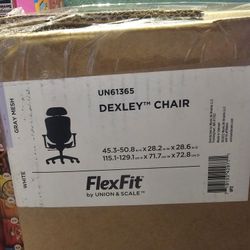 UN61365
DEXLEY™ CHAIR
GRAY MESH
45.3-50.8 x 28.2 x 28.6
115.1-129.1 x 71.7 x 72.8
WHITE
FlexFit™
by UNION & SCALE™